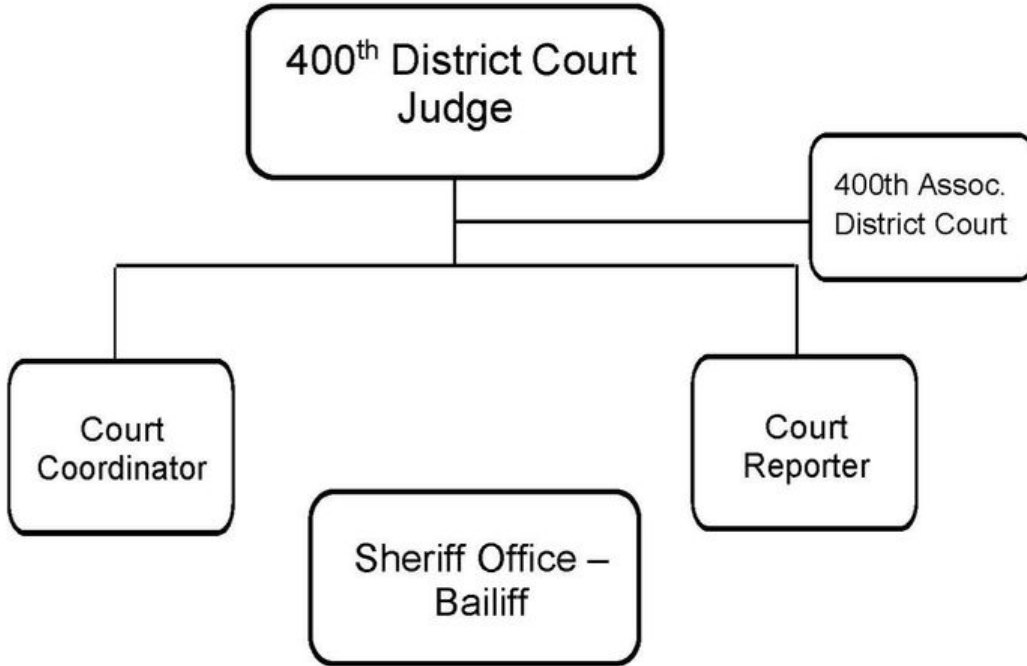 400th District Court
Judge
400th Assoc.
District Court
Court
Coordinator
Court
Reporter
Sheriff Office –
Bailiff